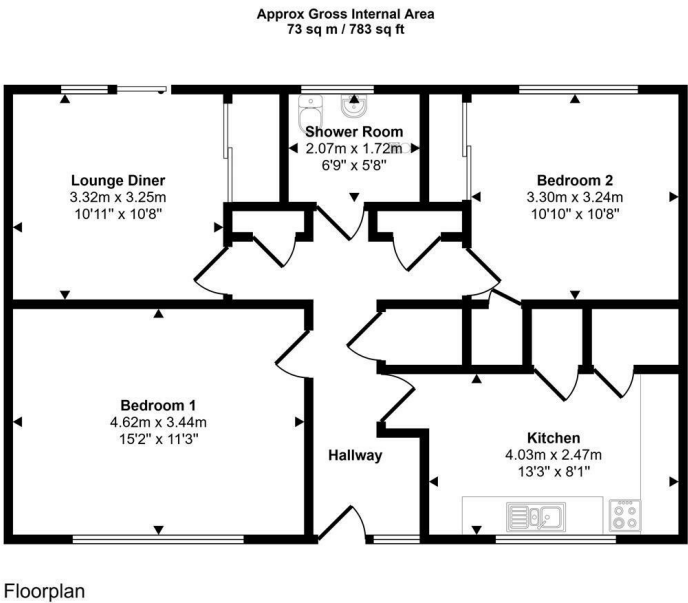 Approx Gross Internal Area
73 sq m / 783 sq ft
Shower Room
2.07m x 1.72m
6'9" x 5'8"
Lounge Diner
3.32m x 3.25m
10'11" x 10'8"
Bedroom 2
3.30m x 3.24m
10'10" x 10'8"
Bedroom 1
4.62m x 3.44m
15'2" x 11'3"
Hallway
Kitchen
4.03m x 2.47m
13'3" x 8'1"
Floorplan